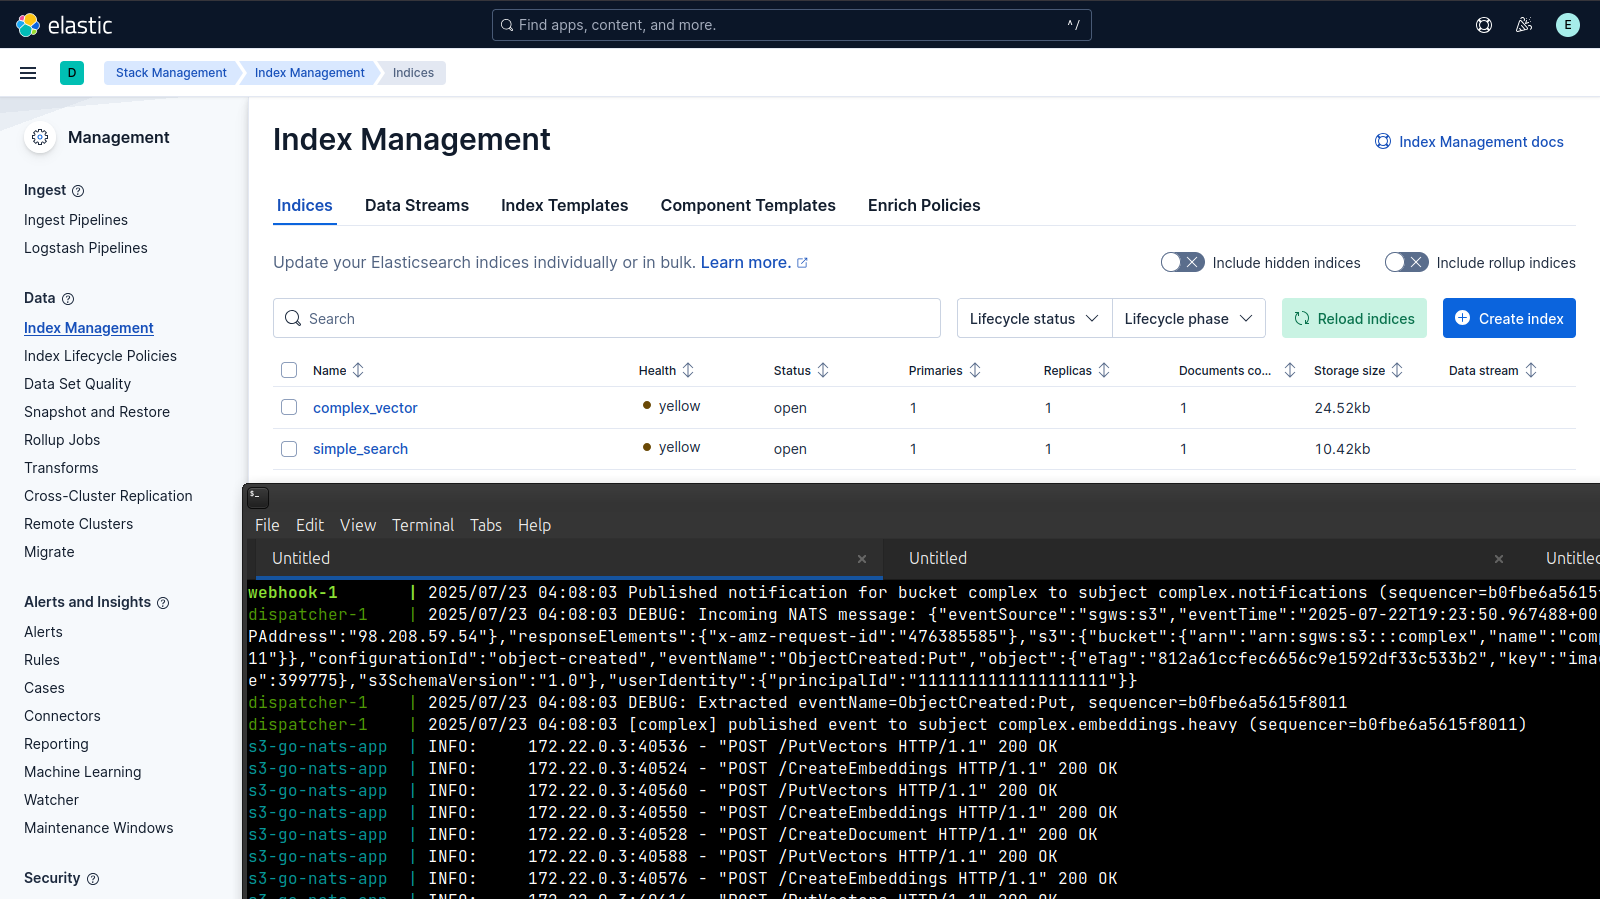 elastic
Find apps, content, and more.
^/
E
D
Stack Management
Index Management
Indices
Management
Ingest
Ingest Pipelines
Logstash Pipelines
Data
Index Management
Index Lifecycle Policies
Data Set Quality
Snapshot and Restore
Rollup Jobs
Transforms
Cross-Cluster Replication
Remote Clusters
Migrate
Alerts and Insights
Alerts
Rules
Cases
Connectors
Reporting
Machine Learning
Watcher
Maintenance Windows
Security
Index Management
Index Management docs
Indices Data Streams Index Templates Component Templates Enrich Policies
Update your Elasticsearch indices individually or in bulk. Learn more.
Include hidden indices
Include rollup indices
Search
Lifecycle status
Lifecycle phase
Reload indices
Create index
Name Health Status Primaries Replicas Documents co... Storage size Data stream
complex_vector yellow open 1 1 1 24.52kb
simple_search yellow open 1 1 1 10.42kb
File Edit View Terminal Tabs Help
Untitled × Untitled × Untitled
webhook-1 | 2025/07/23 04:08:03 Published notification for bucket complex to subject complex.notifications (sequencer=b0fbe6a5615f
dispatcher-1 | 2025/07/23 04:08:03 DEBUG: Incoming NATS message: {"eventSource":"sgws:s3","eventTime":"2025-07-22T19:23:50.967488+00
PAddress":"98.208.59.54"},"responseElements":{"x-amz-request-id":"476385585"},"s3":{"bucket":{"arn":"arn:sgws:s3:::complex","name":"com
11"}},"configurationId":"object-created","eventName":"ObjectCreated:Put","object":{"eTag":"812a61ccfec6656c9e1592df33c533b2","key":"ima
e":399775},"s3SchemaVersion":"1.0"},"userIdentity":{"principalId":"1111111111111111111"}}
dispatcher-1 | 2025/07/23 04:08:03 DEBUG: Extracted eventName=ObjectCreated:Put, sequencer=b0fbe6a5615f8011
dispatcher-1 | 2025/07/23 04:08:03 [complex] published event to subject complex.embeddings.heavy (sequencer=b0fbe6a5615f8011)
s3-go-nats-app | INFO: 172.22.0.3:40536 - "POST /PutVectors HTTP/1.1" 200 OK
s3-go-nats-app | INFO: 172.22.0.3:40524 - "POST /CreateEmbeddings HTTP/1.1" 200 OK
s3-go-nats-app | INFO: 172.22.0.3:40560 - "POST /PutVectors HTTP/1.1" 200 OK
s3-go-nats-app | INFO: 172.22.0.3:40550 - "POST /CreateEmbeddings HTTP/1.1" 200 OK
s3-go-nats-app | INFO: 172.22.0.3:40528 - "POST /CreateDocument HTTP/1.1" 200 OK
s3-go-nats-app | INFO: 172.22.0.3:40588 - "POST /PutVectors HTTP/1.1" 200 OK
s3-go-nats-app | INFO: 172.22.0.3:40576 - "POST /CreateEmbeddings HTTP/1.1" 200 OK